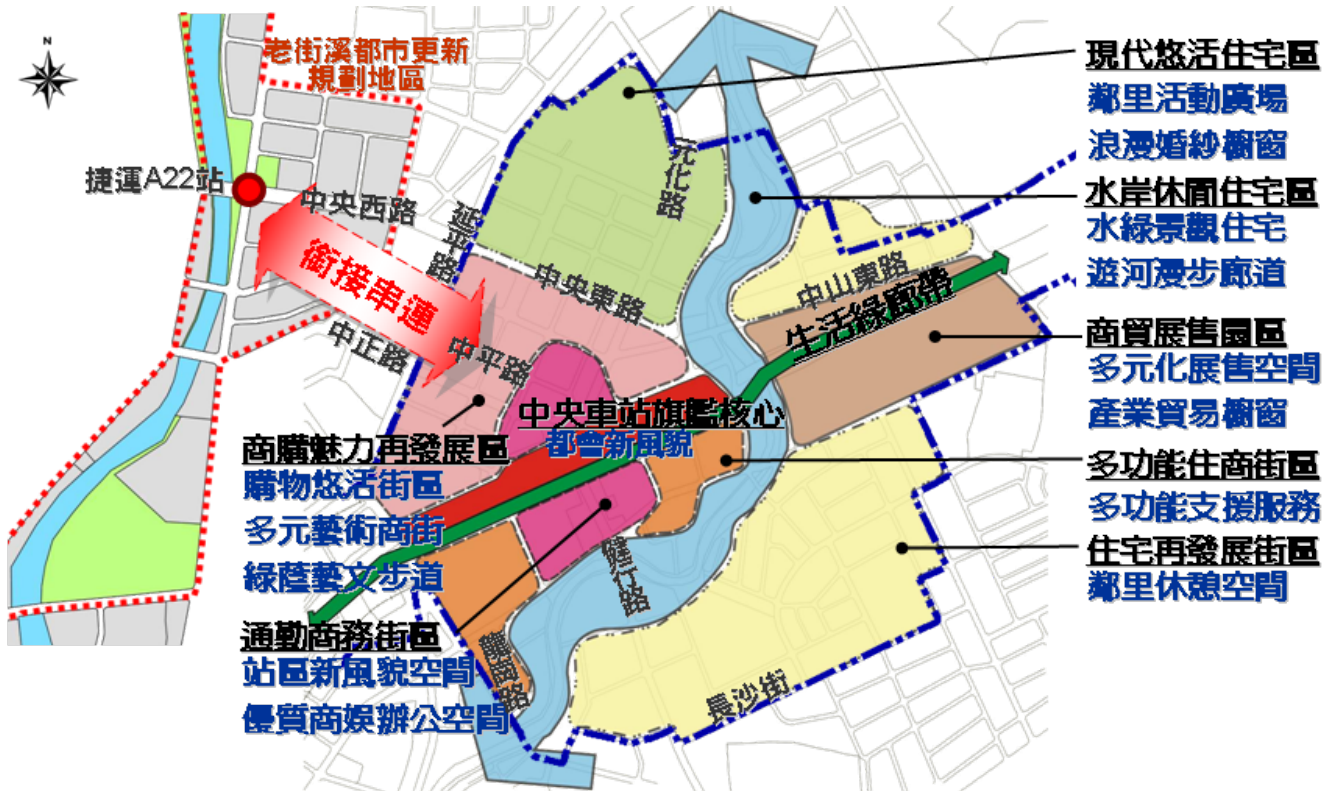 N
老街溪都市更新
規劃地區
捷運A22站
中央西路
延平路
元化路
衔接串連
中正路
中平路
中央東路
中山東路
生活綠廊帶
中央車站旗艦核心
都會新風貌
健行路
龍岡路
長沙街
商購魅力再發展區
購物悠活街區
多元藝術商街
綠蔭藝文步道
通勤商務街區
站區新風貌空間
優質商娛辦公空間
現代悠活住宅區
鄰里活動廣場
浪漫婚紗櫥窗
水岸休閒住宅區
水綠景觀住宅
遊河漫步廊道
商貿展售園區
多元化展售空間
產業貿易櫥窗
多功能住商街區
多功能支援服務
住宅再發展街區
鄰里休憩空間